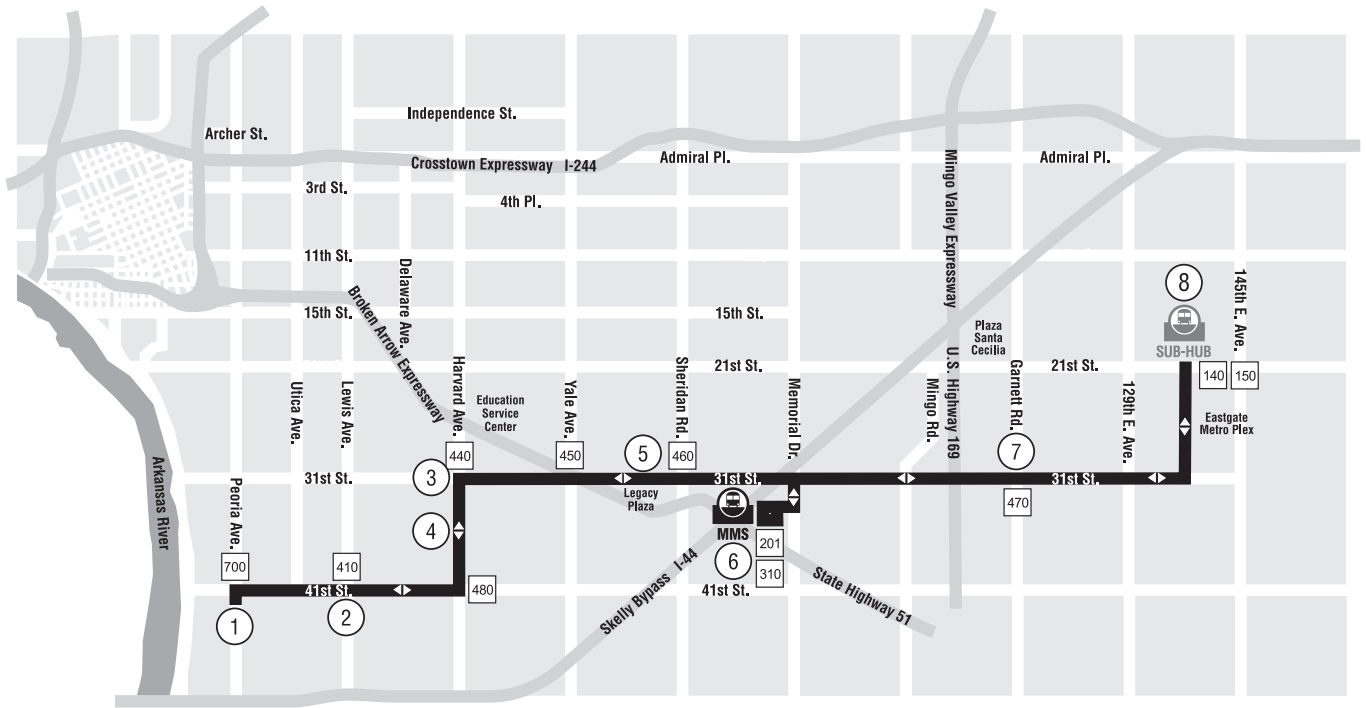 Independence St.
Archer St.
Crosstown Expressway I-244
Admiral Pl.
Admiral Pl.
3rd St.
4th Pl.
Mingo Valley Expressway
11th St.
Delaware Ave.
8
145th E. Ave.
Broken Arrow Expressway
15th St.
15th St.
Plaza
Santa
Cecilia
SUB-HUB
21st St.
21st St.
U.S. Highway 169
140
150
Utica Ave.
Lewis Ave.
Harvard Ave.
Education
Service
Center
Yale Ave.
Sheridan Rd.
Memorial Dr.
Mingo Rd.
Garnett Rd.
129th E. Ave.
Eastgate
Metro Plex
440
450
5
460
7
Arkansas River
Peoria Ave.
31st St.
3
31st St.
31st St.
Legacy
Plaza
470
4
MMS
201
6
310
700
410
480
41st St.
41st St.
Skelly Bypass I-44
State Highway 51
1
2